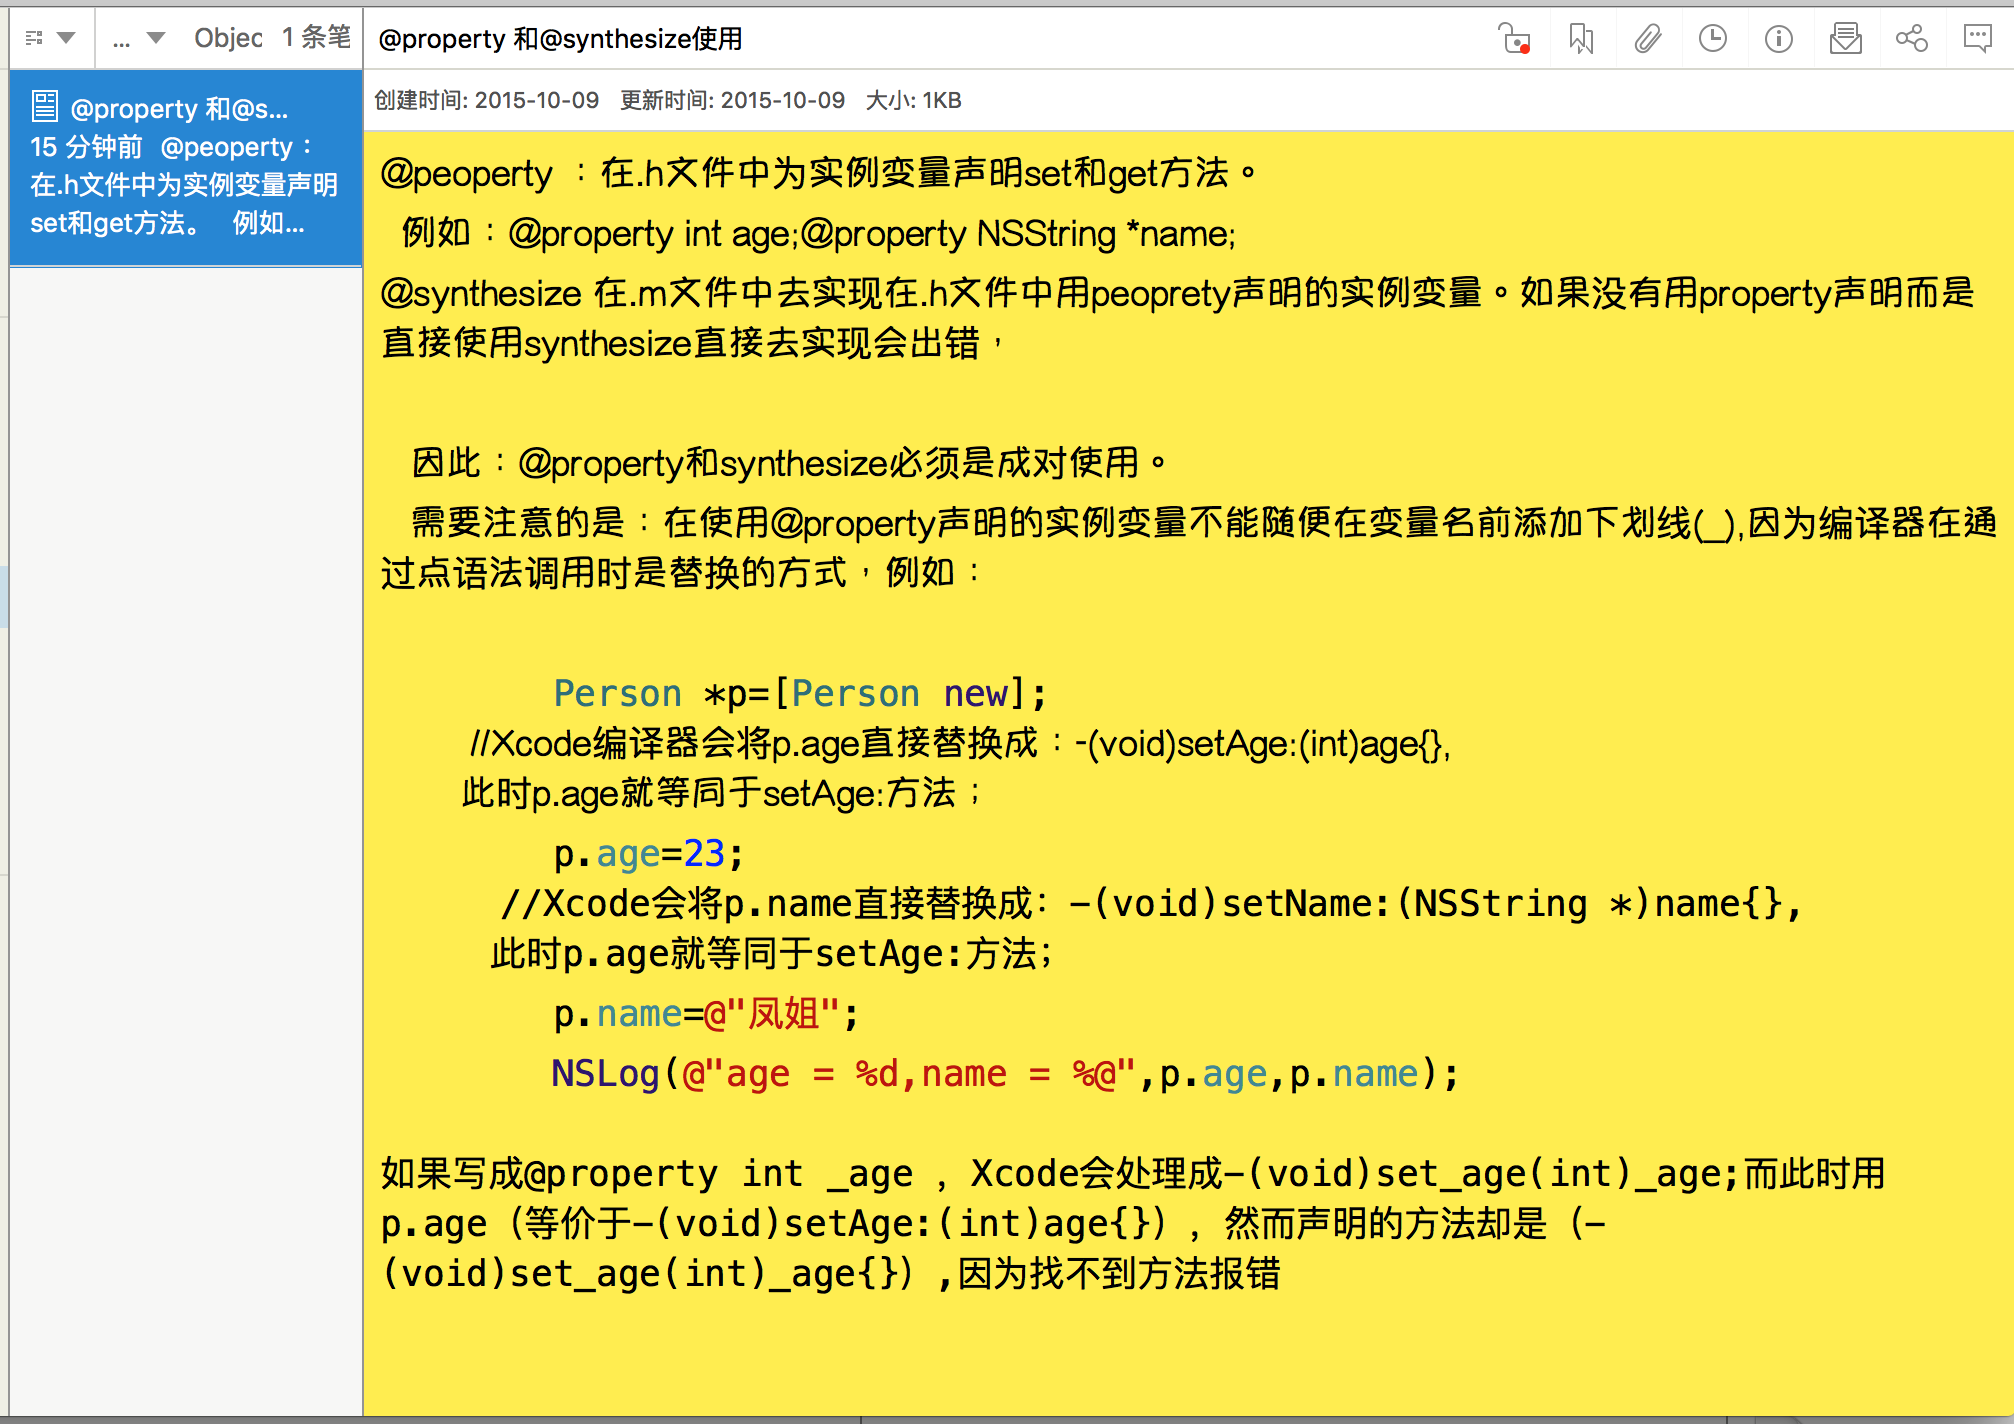 ... Objec 1 条笔
@property 和@s...
15 分钟前 @peoperty：
在.h文件中为实例变量声明
set和get方法。 例如...
@property 和@synthesize使用
创建时间: 2015-10-09 更新时间: 2015-10-09 大小: 1KB
@peoperty ：在.h文件中为实例变量声明set和get方法。
例如：@property int age;@property NSString *name;
@synthesize 在.m文件中去实现在.h文件中用peoprety声明的实例变量。如果没有用property声明而是
直接使用synthesize直接去实现会出错，
因此：@property和synthesize必须是成对使用。
需要注意的是：在使用@property声明的实例变量不能随便在变量名前添加下划线(_),因为编译器在通
过点语法调用时是替换的方式，例如：
Person *p=[Person new];
//Xcode编译器会将p.age直接替换成：-(void)setAge:(int)age{},
此时p.age就等同于setAge:方法；
p.age=23;
//Xcode会将p.name直接替换成：-(void)setName:(NSString *)name{},
此时p.age就等同于setAge:方法；
p.name=@"凤姐";
NSLog(@"age = %d,name = %@",p.age,p.name);
如果写成@property int _age ，Xcode会处理成-(void)set_age(int)_age;而此时用
p.age（等价于-(void)setAge:(int)age{}），然而声明的方法却是（-
(void)set_age(int)_age{}）,因为找不到方法报错